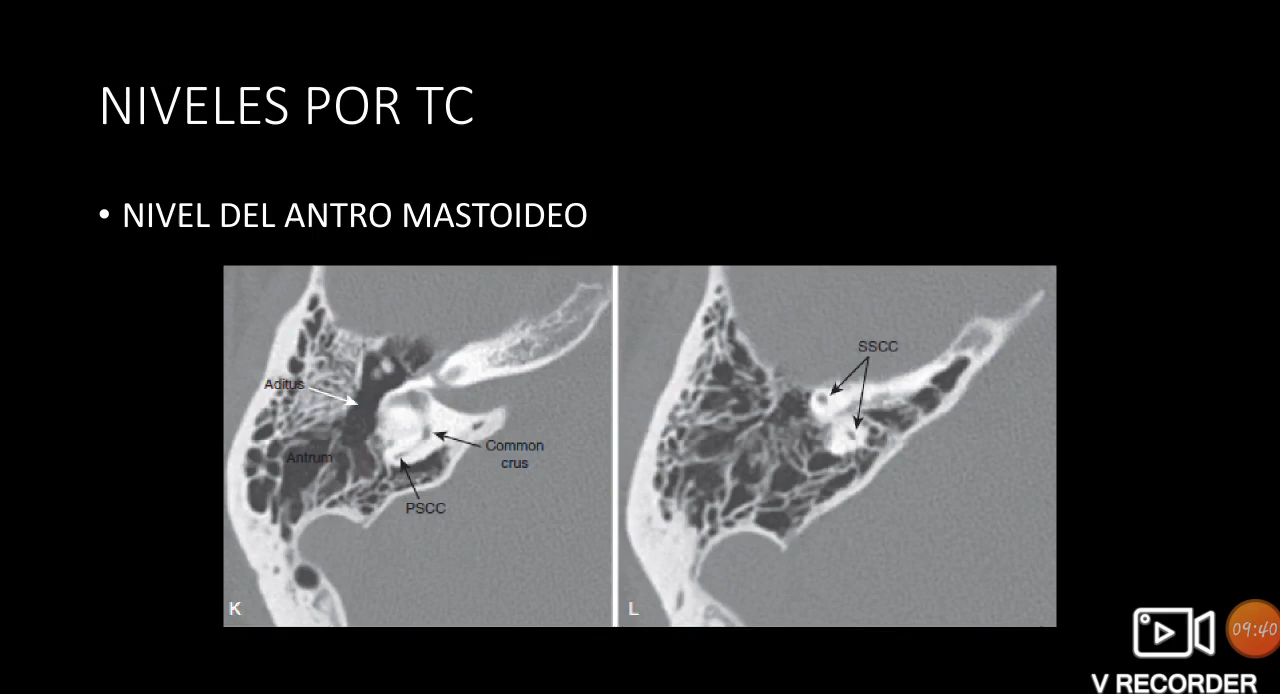 NIVELES POR TC
• NIVEL DEL ANTRO MASTOIDEO
Aditus
Antrum
Common
crus
PSCC
K
SSCC
L
09:40
V RECORDER